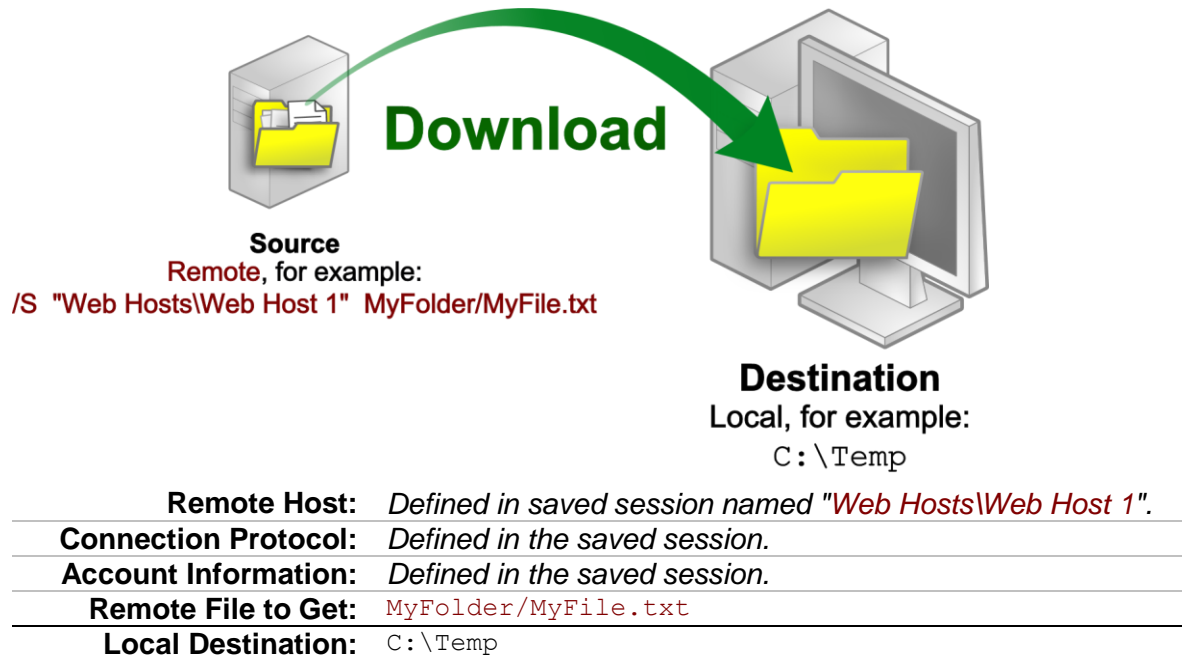 Download
Source
Remote, for example:
/S "Web Hosts\Web Host 1" MyFolder/MyFile.txt
Destination
Local, for example:
C:\Temp
Remote Host: Defined in saved session named "Web Hosts\Web Host 1".
Connection Protocol: Defined in the saved session.
Account Information: Defined in the saved session.
Remote File to Get: MyFolder/MyFile.txt
Local Destination: C:\Temp